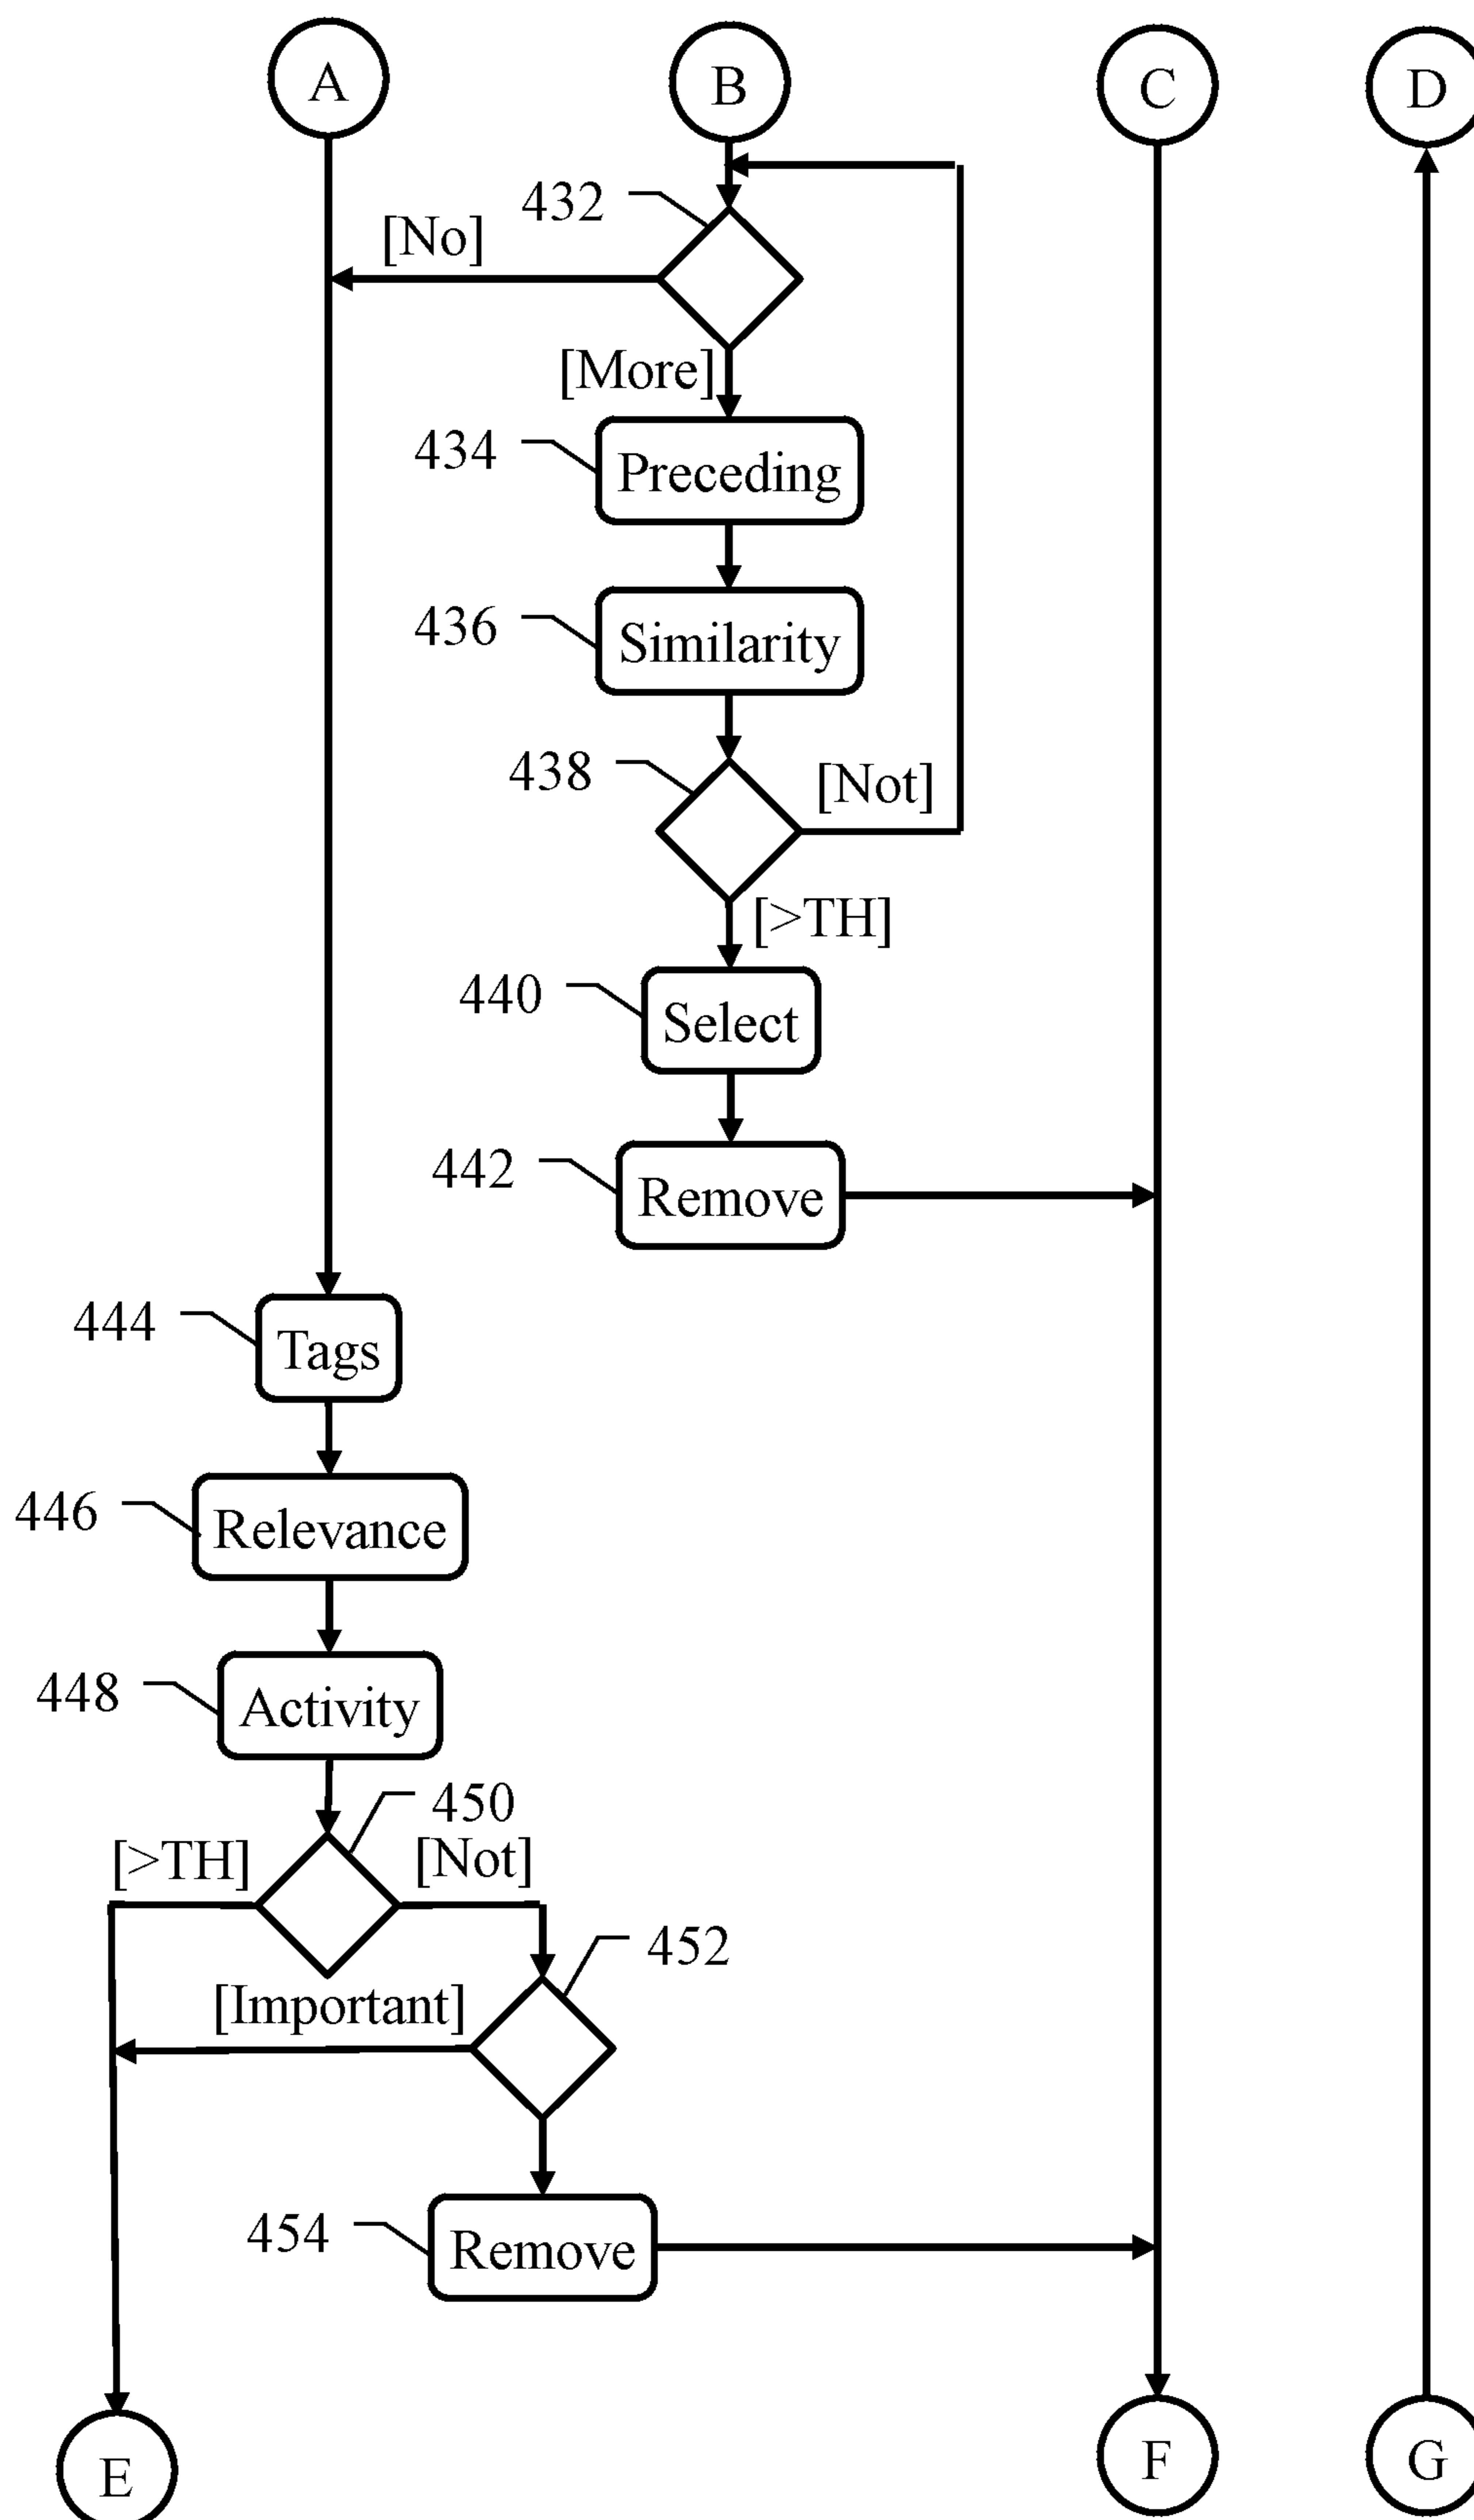 A
B
C
D
432
[No]
[More]
434
Preceding
436
Similarity
438
[Not]
[>TH]
440
Select
442
Remove
444
Tags
446
Relevance
448
Activity
450
[>TH]
[Not]
452
[Important]
454
Remove
E
F
G